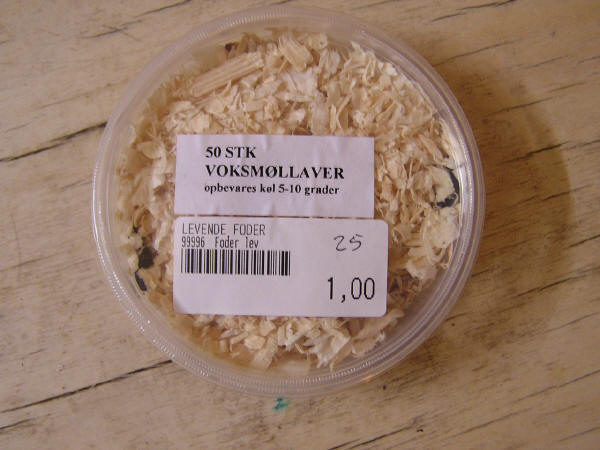 50 STK
VOKSMØLLAVER
opbevares køl 5-10 grader
LEVENDE FODER
99996 Foder lev
25
1,00